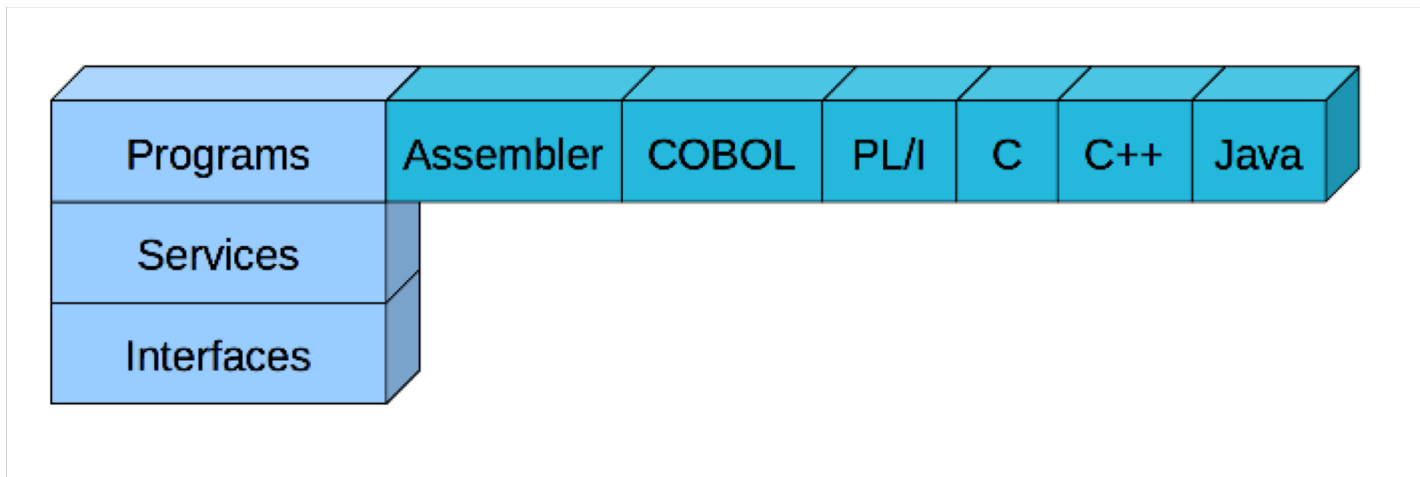 Programs Assembler COBOL PL/I C C++ Java
Services
Interfaces